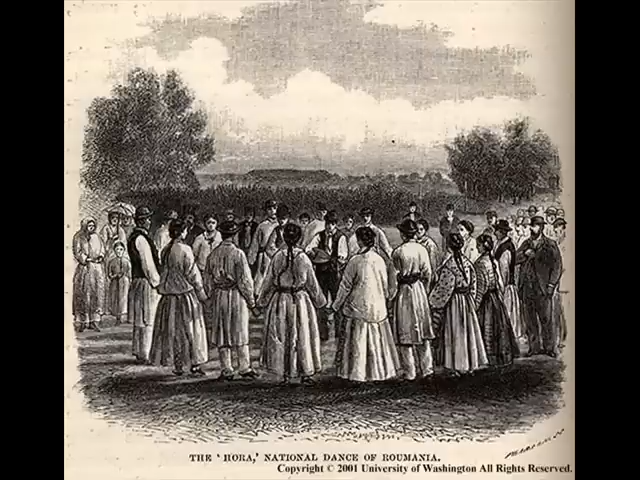 THE 'HORA,' NATIONAL DANCE OF ROUMANIA.
Copyright © 2001 University of Washington All Rights Reserved.